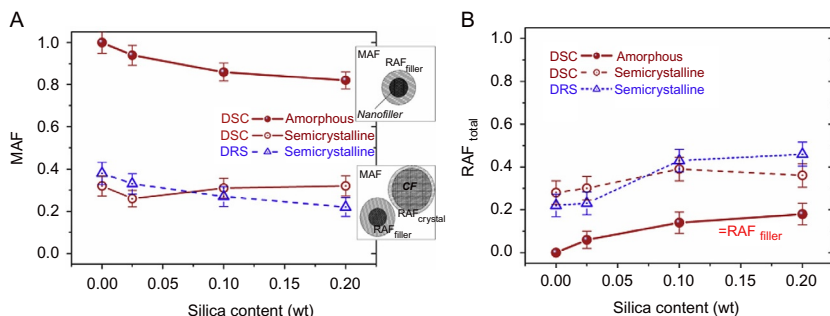 A
MAF
1.0
0.8
0.6
0.4
0.2
0.0
DSC Amorphous
DSC Semicrystalline
DRS Semicrystalline
MAF
RAF filler
Nanofiller
MAF
CF
RAF crystal
RAF filler
0.00 0.05 0.10 0.15 0.20
Silica content (wt)
B
RAF total
1.0
0.8
0.6
0.4
0.2
0.0
DSC Amorphous
DSC Semicrystalline
DRS Semicrystalline
=RAF filler
0.00 0.05 0.10 0.15 0.20
Silica content (wt)